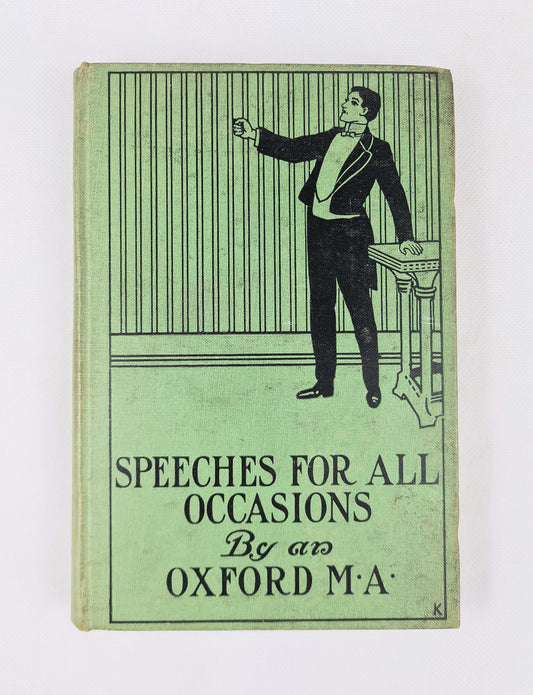 SPEECHES FOR ALL
OCCASIONS
By an
OXFORD M·A·
K